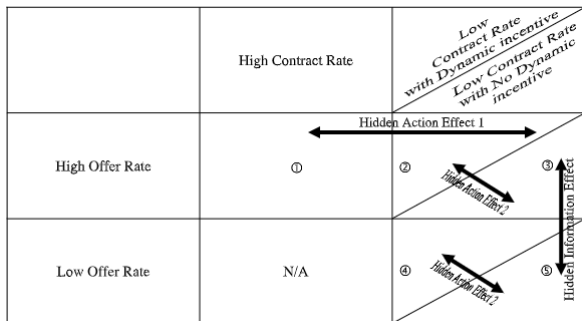 Low
Contract Rate
with Dynamic incentive
High Contract Rate
Low Contract Rate
with No Dynamic
incentive
Hidden Action Effect 1
High Offer Rate
①
②
③
Hidden Action Effect 2
Hidden Information Effect
Low Offer Rate
N/A
④
⑤
Hidden Action Effect 2